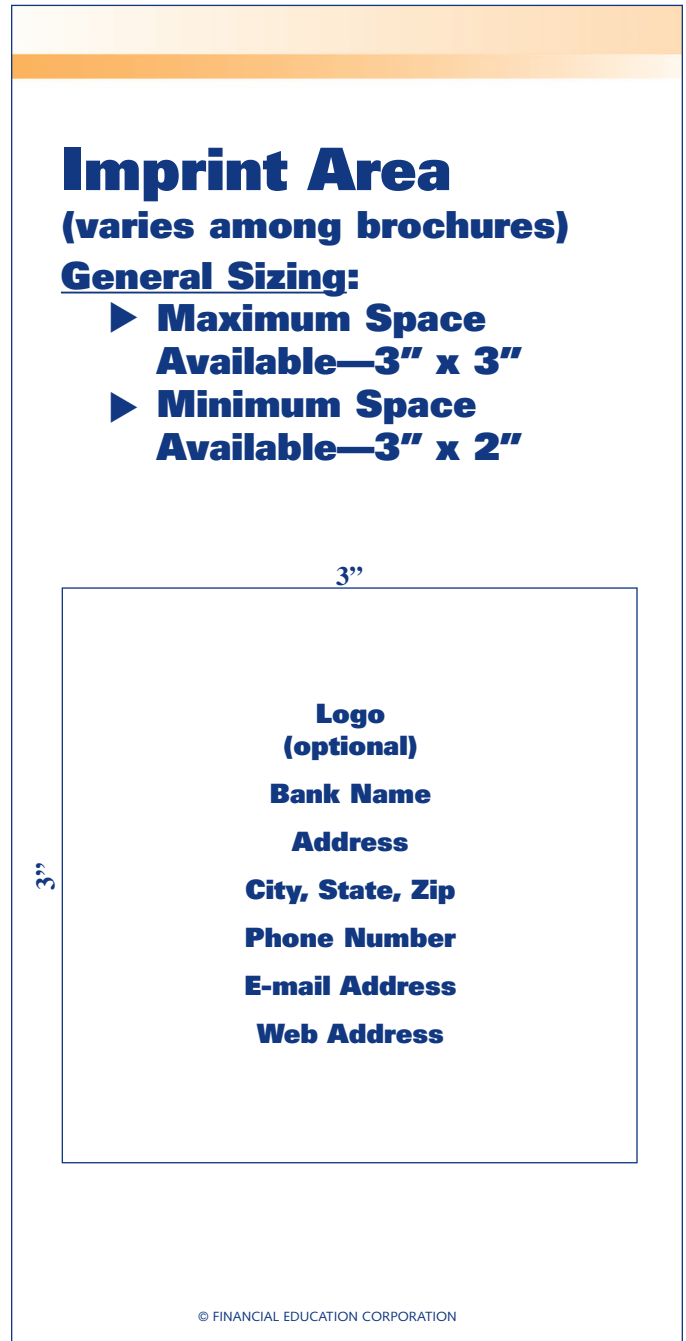 Imprint Area
(varies among brochures)
General Sizing:
▶ Maximum Space
Available—3″ x 3″
▶ Minimum Space
Available—3″ x 2″
3”
3”
Logo
(optional)
Bank Name
Address
City, State, Zip
Phone Number
E-mail Address
Web Address
© FINANCIAL EDUCATION CORPORATION